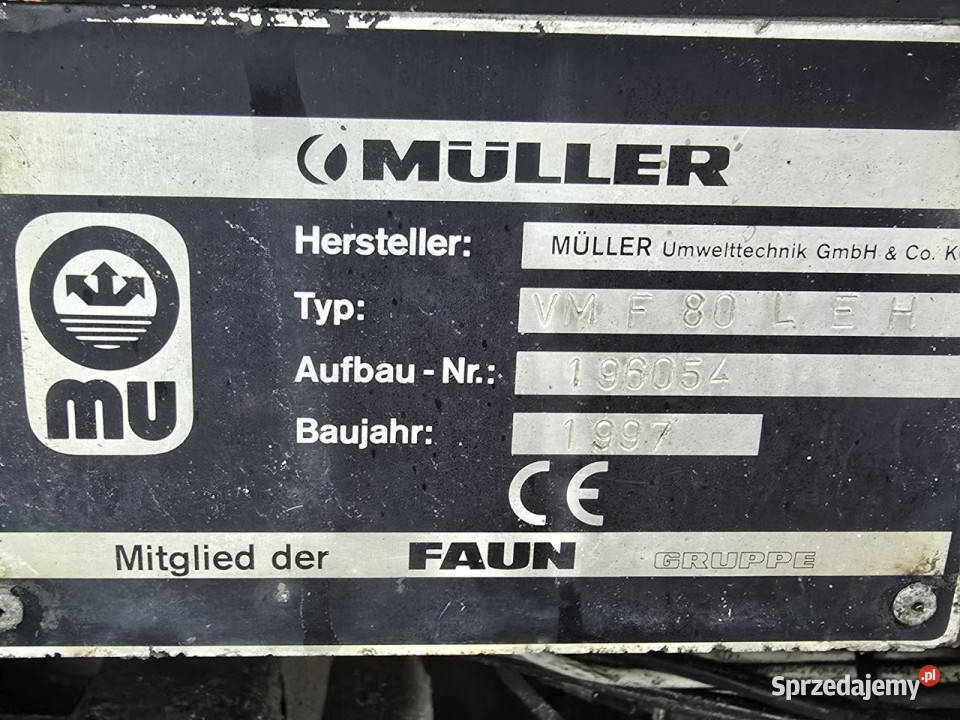 MÜLLER
Hersteller: MÜLLER Umwelttechnik GmbH & Co. K
Typ: VM F 80 L E H
Aufbau-Nr.: 196054
Baujahr: 1997
mu
CE
Mitglied der FAUN GRUPPE
Sprzedajemy.pl